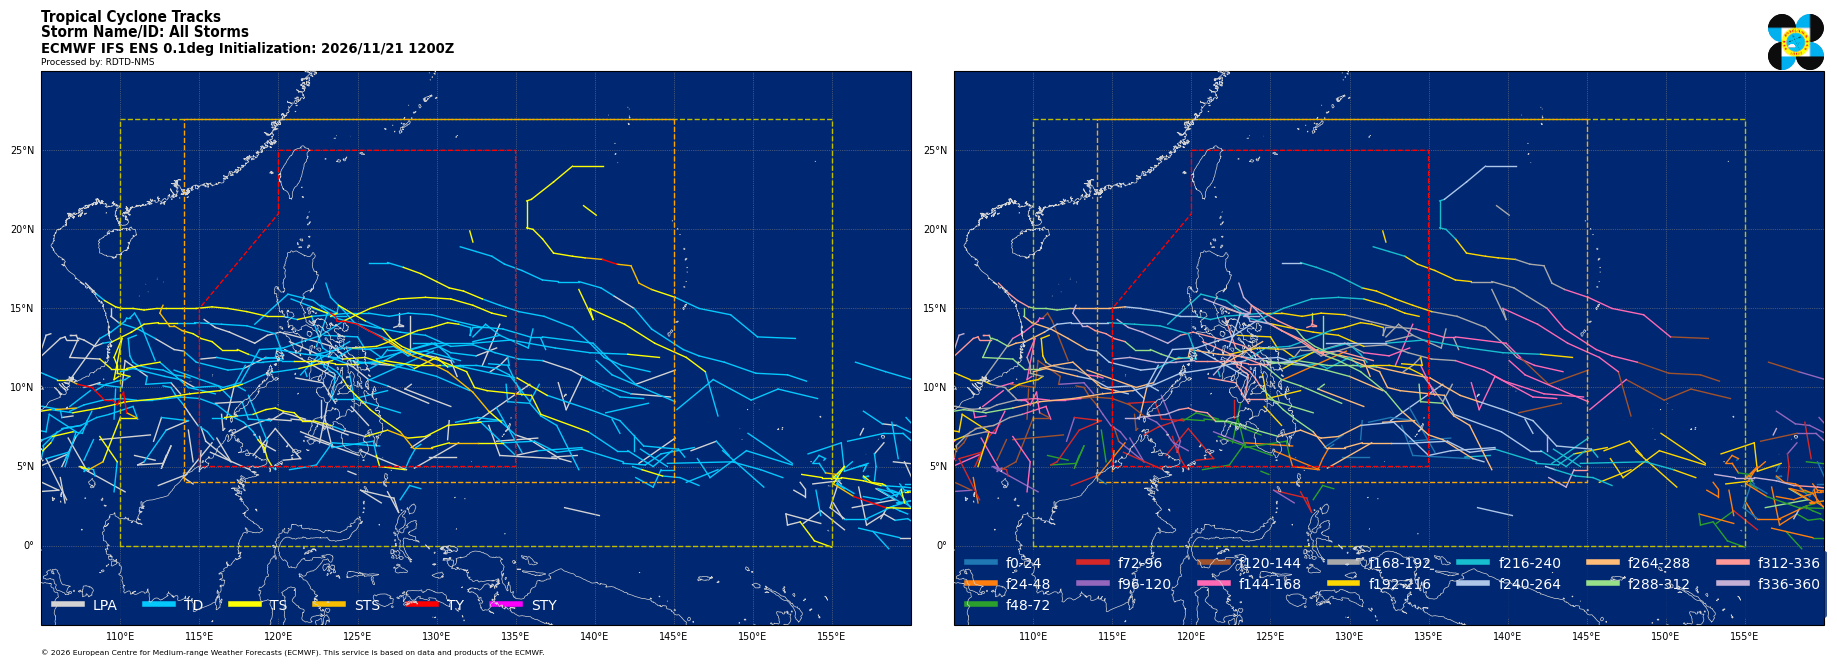 Tropical Cyclone Tracks
Storm Name/ID: All Storms
ECMWF IFS ENS 0.1deg Initialization: 2026/11/21 1200Z
Processed by: RDTD-NMS
25°N 25°N
20°N 20°N
15°N 15°N
10°N 10°N
5°N 5°N
0° 0°
f0-24 f72-96 f120-144 f168-192 f216-240 f264-288 f312-336
f24-48 f96-120 f144-168 f192-216 f240-264 f288-312 f336-360
LPA TD TS STS TY STY f48-72
110°E 115°E 120°E 125°E 130°E 135°E 140°E 145°E 150°E 155°E 110°E 115°E 120°E 125°E 130°E 135°E 140°E 145°E 150°E 155°E
© 2026 European Centre for Medium-range Weather Forecasts (ECMWF). This service is based on data and products of the ECMWF.